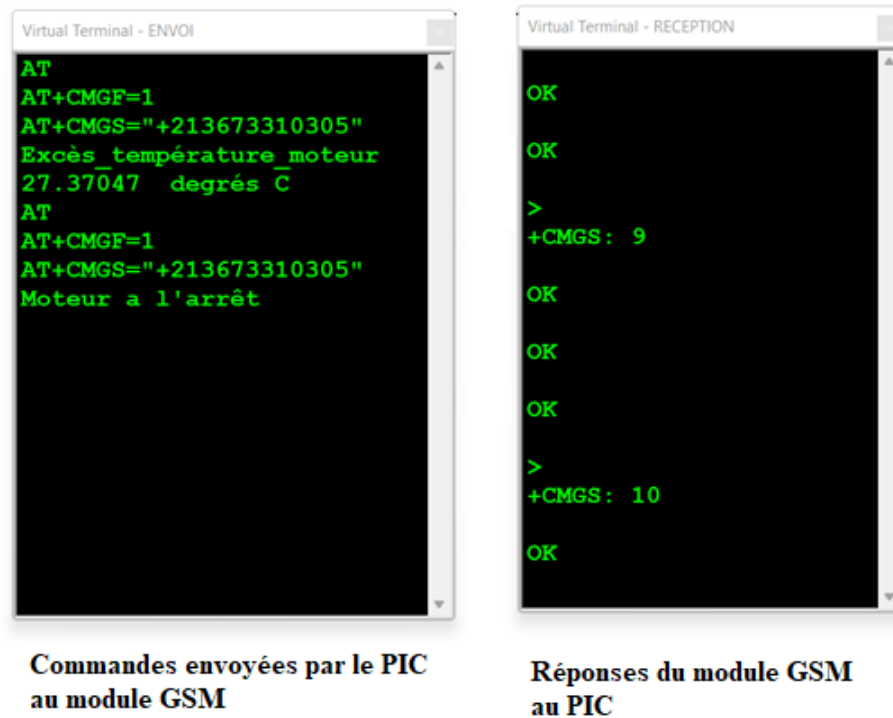 Virtual Terminal - ENVOI
AT
AT+CMGF=1
AT+CMGS="+213673310305"
Excès_température_moteur
27.37047  degrés C
AT
AT+CMGF=1
AT+CMGS="+213673310305"
Moteur a l'arrêt
Commandes envoyées par le PIC
au module GSM
Virtual Terminal - RECEPTION
OK
OK
>
+CMGS: 9
OK
OK
OK
>
+CMGS: 10
OK
Réponses du module GSM
au PIC